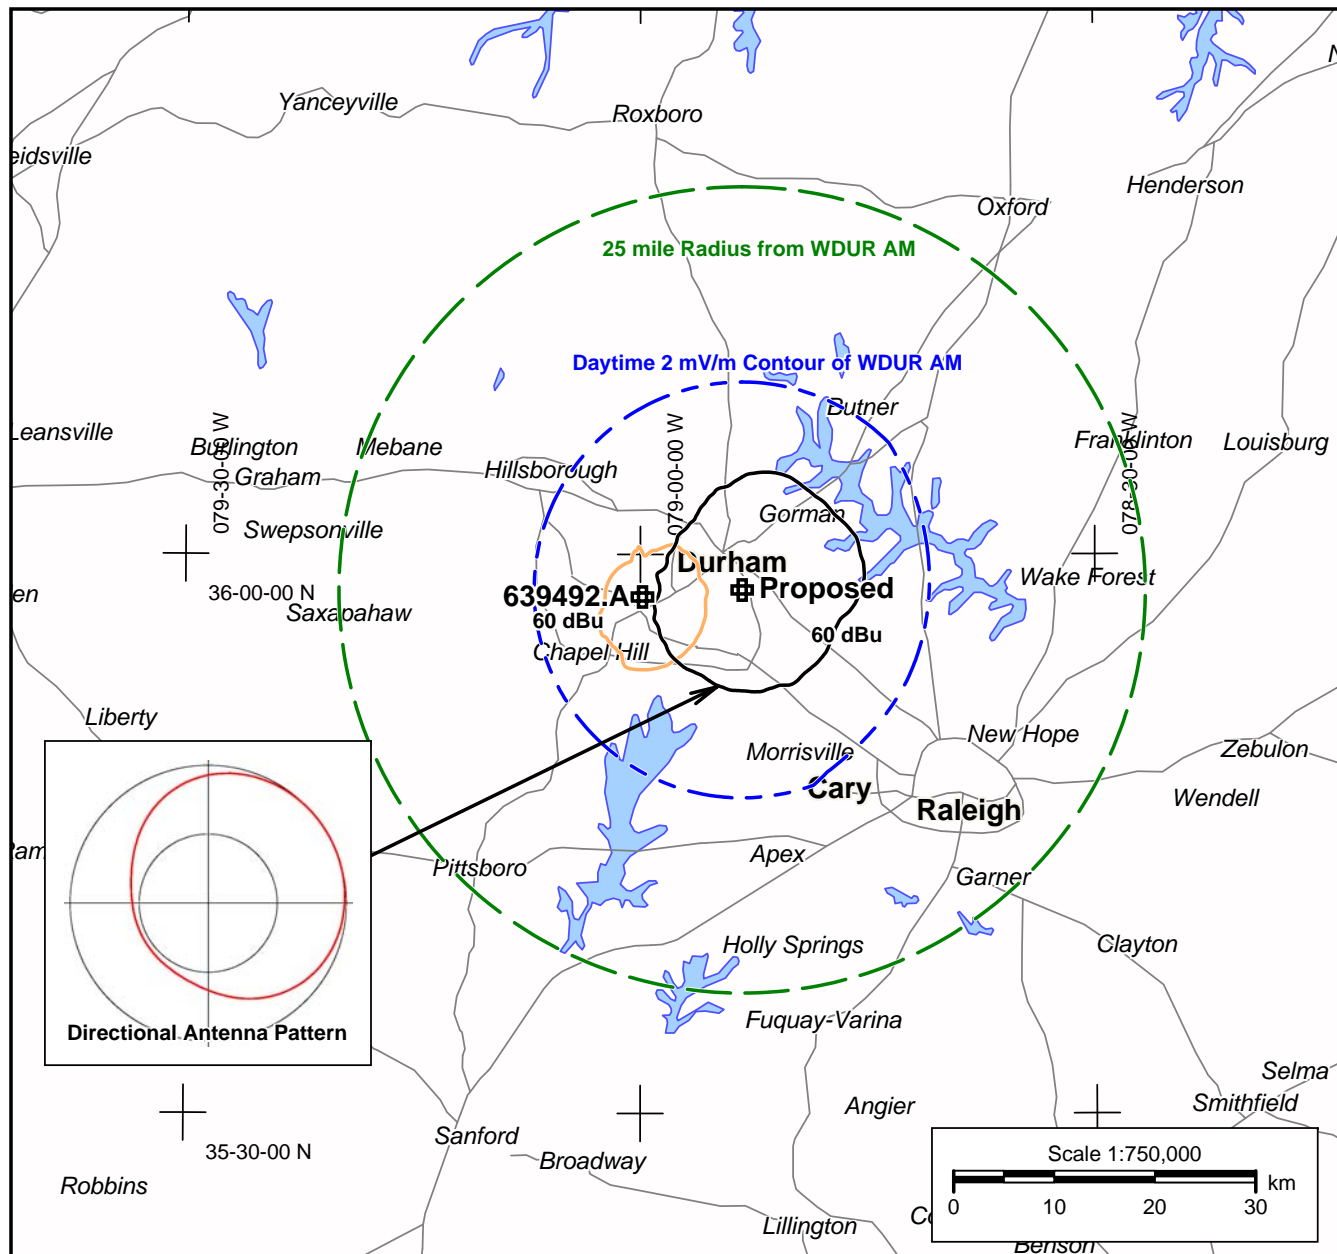 Yanceyville
Roxboro
eidsville
Henderson
Oxford
25 mile Radius from WDUR AM
Daytime 2 mV/m Contour of WDUR AM
Butner
Leansville
Burlington
Mebane
Franklinton
Louisburg
Graham
Hillsborough
079-30-00 W
079-00-00 W
078-30-00 W
Gorman
Swepsonville
Durham
Wake Forest
36-00-00 N
639492.A
Proposed
en
Saxapahaw
60 dBu
60 dBu
Chapel Hill
Liberty
New Hope
Morrisville
Zebulon
Cary
Raleigh
Wendell
Ram
Pittsboro
Apex
Garner
Holly Springs
Clayton
Directional Antenna Pattern
Fuquay-Varina
Selma
Angier
Smithfield
Sanford
35-30-00 N
Broadway
Scale 1:750,000
km
0 10 20 30
Robbins
Lillington
Benson